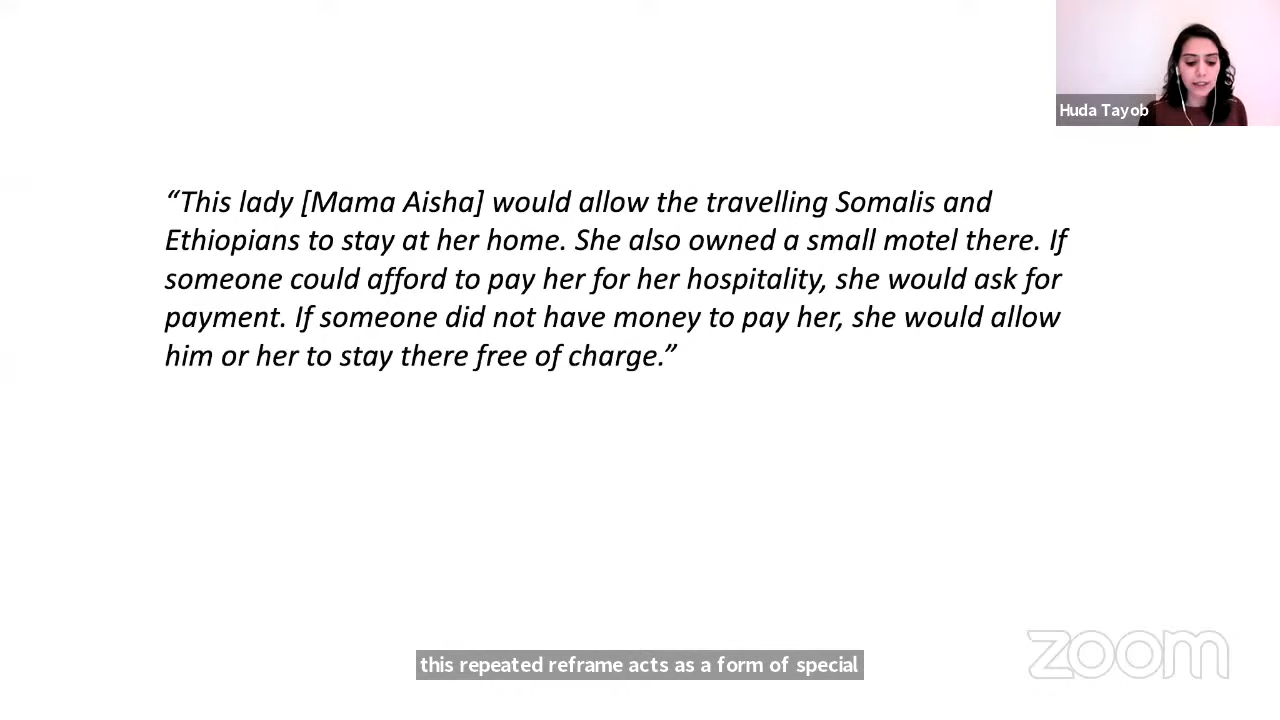 Huda Tayob
“This lady [Mama Aisha] would allow the travelling Somalis and
Ethiopians to stay at her home. She also owned a small motel there. If
someone could afford to pay her for her hospitality, she would ask for
payment. If someone did not have money to pay her, she would allow
him or her to stay there free of charge.”
this repeated reframe acts as a form of special
zoom